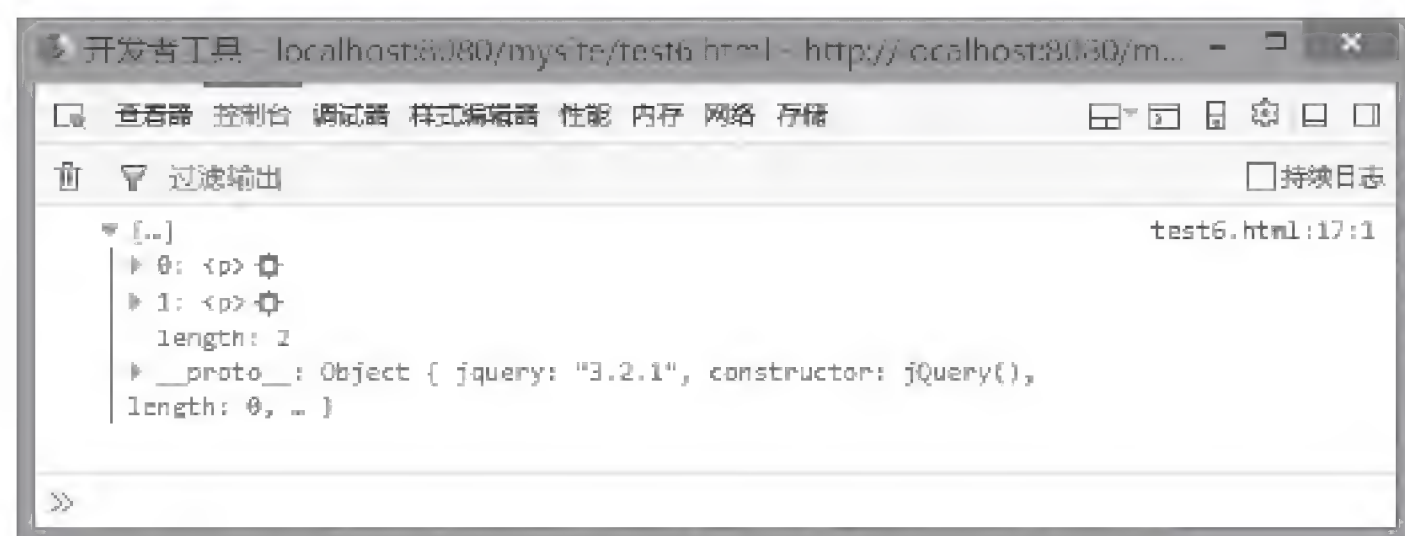 开发者工具 - localhost:8080/mysite/test6.html - http://localhost:8080/m...
查看器 控制台 调试器 样式编辑器 性能 内存 网络 存储
过滤输出 持续日志
{…} test6.html:17:1
0: <p>
1: <p>
length: 2
__proto__: Object { jquery: "3.2.1", constructor: jQuery(),
length: 0, … }
>>